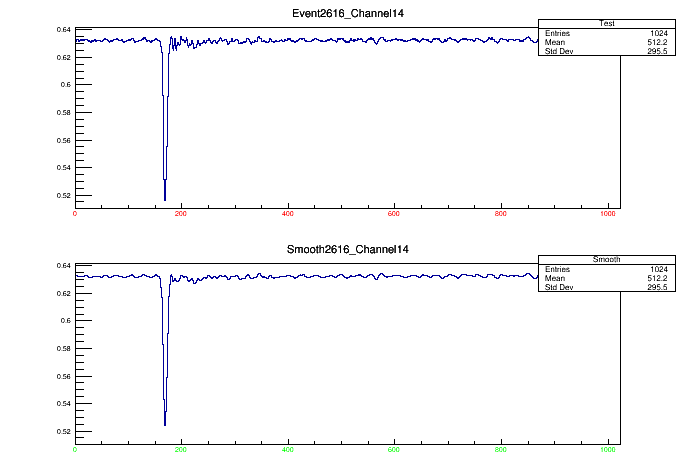 Event2616_Channel14
Test
Entries 1024
Mean 512.2
Std Dev 295.5
0.64
0.62
0.6
0.58
0.56
0.54
0.52
0 200 400 600 800 1000
Smooth2616_Channel14
Smooth
Entries 1024
Mean 512.2
Std Dev 295.5
0.64
0.62
0.6
0.58
0.56
0.54
0.52
0 200 400 600 800 1000